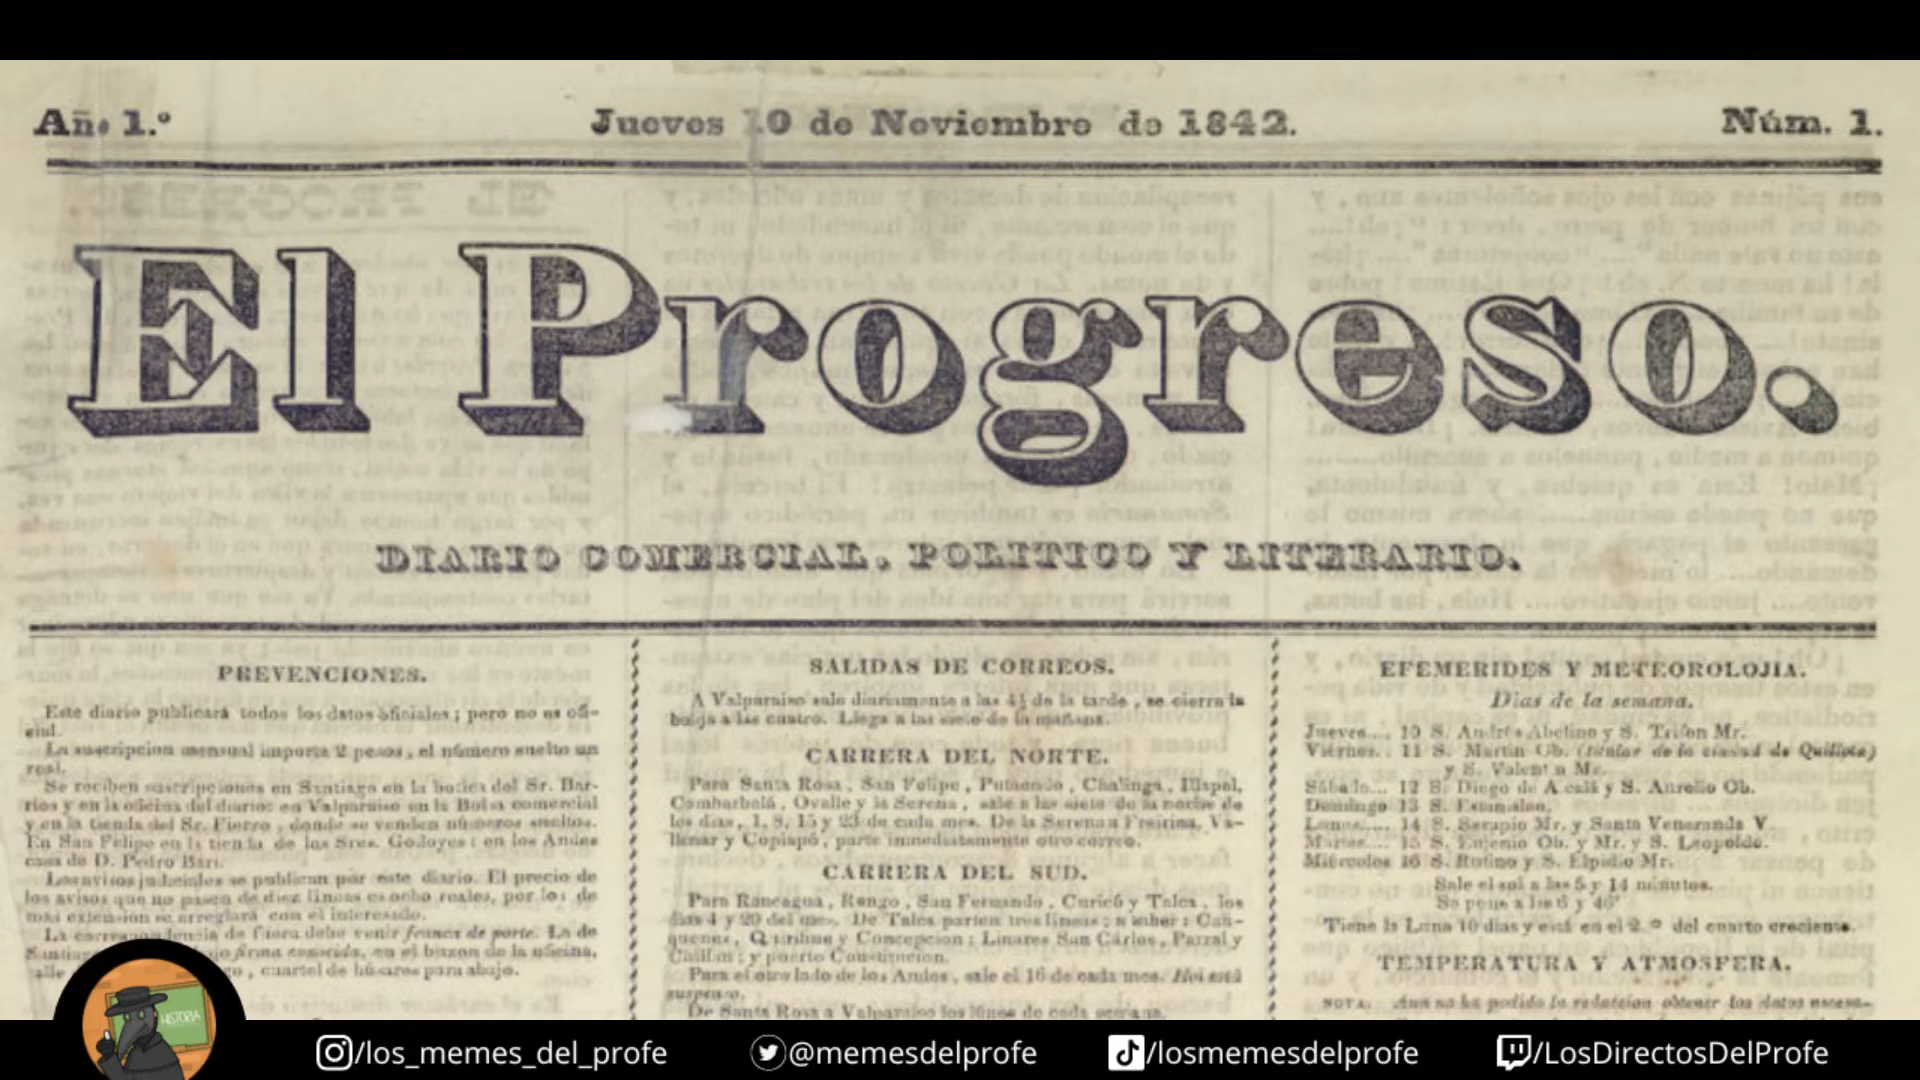 Año 1.º
Jueves 10 de Noviembre de 1842.
Núm. 1.
El Progreso.
DIARIO COMERCIAL, POLITICO Y LITERARIO.
PREVENCIONES.
Este diario publicará todos los datos oficiales; pero no es ofi-
cial.
La suscripcion mensual importa 2 pesos, el número suelto un
real.
Se reciben suscripciones en Santiago en la botica del Sr. Bar-
rios y en la oficina del diario: en Valparaiso en la Bolsa comercial
y en la tienda del Sr. Fierro, donde se venden números sueltos.
En San Felipe en la tienda de los Sres. Godoyes: en los Andes
casa de D. Pedro Bari.
Los avisos judiciales se publican por este diario. El precio de
los avisos que no pasen de diez lineas es ocho reales, por los de
mas extension se arreglará con el interesado.
La correspondencia de fuera debe venir franca de porte. La de
firma conocida, en el buzon de la oficina,
, cuartel de húsares para abajo.
SALIDAS DE CORREOS.
A Valparaiso sale diariamente a las 4½ de la tarde, se cierra la
balija a las cuatro. Llega a las siete de la mañana.
CARRERA DEL NORTE.
Para Santa Rosa, San Felipe, Putaendo, Chalinga, Illapel,
Combarbalá, Ovalle y la Serena, sale a las siete de la noche de
los dias, 1, 8, 15 y 23 de cada mes. De la Serena a Freirina, Va-
llenar y Copiapó, parte inmediatamente otro correo.
CARRERA DEL SUD.
Para Rancagua, Rengo, San Fernando, Curicó y Talca, los
dias 4 y 20 del mes. De Talca parten tres lineas; a saber: Cau-
quenes, Quirihue y Concepcion: Linares San Cárlos, Parral y
Chillan; y puerto Constitucion.
Para el otro lado de los Andes, sale el 16 de cada mes. Hoi está
suspenso.
De Santa Rosa a Valparaiso los lúnes de cada semana.
EFEMERIDES Y METEOROLOJIA.
Dias de la semana.
Jueves... 10 S. Andrés Abelino y S. Trifon Mr.
Viernes.. 11 S. Martin Ob. (titular de la ciudad de Quillota)
y S. Valentin Mr.
Sábado... 12 S. Diego de Alcalá y S. Aurelio Ob.
Domingo 13 S. Estanislao.
Lunes.... 14 S. Serapio Mr. y Santa Veneranda V
Martes.... 15 S. Eujenio Ob. y Mr. y S. Leopoldo.
Miércoles 16 S. Rufino y S. Elpidio Mr.
Sale el sol a las 5 y 14 minutos.
Se pone a las 6 y 46'
Tiene la Luna 10 dias y está en el 2.º del cuarto creciente.
TEMPERATURA Y ATMOSFERA.
NOTA. Aun no ha podido la redaccion obtener los datos necesa-
HISTORIA
/los_memes_del_profe
@memesdelprofe
/losmemesdelprofe
/LosDirectosDelProfe